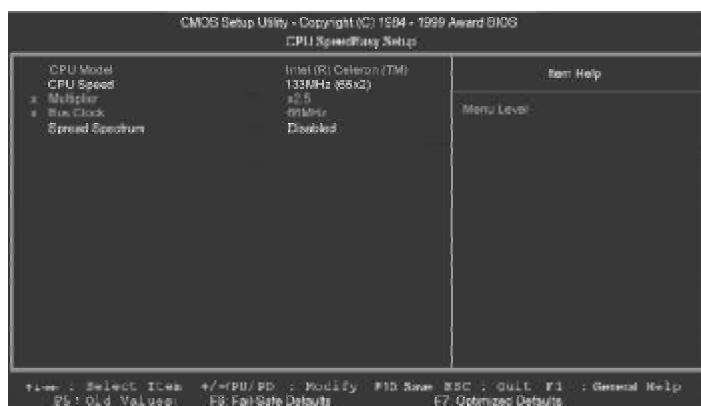 CMOS Setup Utility - Copyright (C) 1984 - 1999 Award BIOS
CPU SpeedEasy Setup
CPU Model Intel (R) Celeron (TM)
CPU Speed 133MHz (66x2)
x Multiplier x2.5
x Bus Clock 66MHz
Spread Spectrum Disabled
Item Help
Menu Level
: Select Item +/-/PU/PD : Modify F10 Save ESC : Quit F1 : General Help
F5 : Old Values F6: Fail-Safe Defaults F7: Optimized Defaults